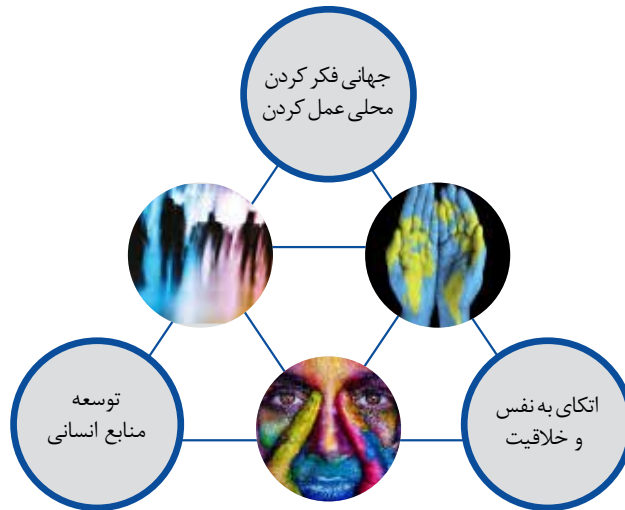 جهانی فکر کردن
محلی عمل کردن
اتکای به نفس
و خلاقیت
توسعه
منابع انسانی